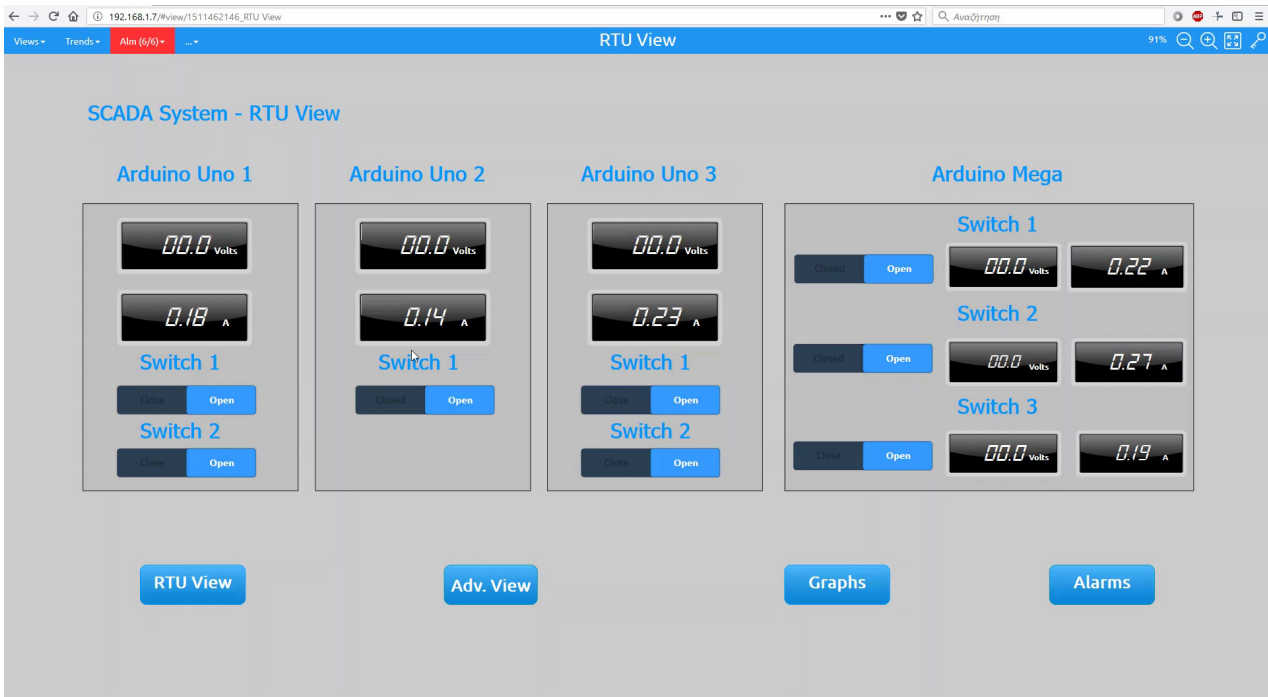 192.168.1.7/#view/1511462146_RTU View
Αναζήτηση
Views
Trends
Alm (6/6)
...
RTU View
91%
SCADA System - RTU View
Arduino Uno 1
Arduino Uno 2
Arduino Uno 3
Arduino Mega
00.0 Volts
0.18 A
Switch 1
Close Open
Switch 2
Close Open
00.0 Volts
0.14 A
Switch 1
Closed Open
00.0 Volts
0.23 A
Switch 1
Close Open
Switch 2
Close Open
Switch 1
Closed Open 00.0 Volts 0.22 A
Switch 2
Closed Open 00.0 Volts 0.27 A
Switch 3
Close Open 00.0 Volts 0.19 A
RTU View
Adv. View
Graphs
Alarms